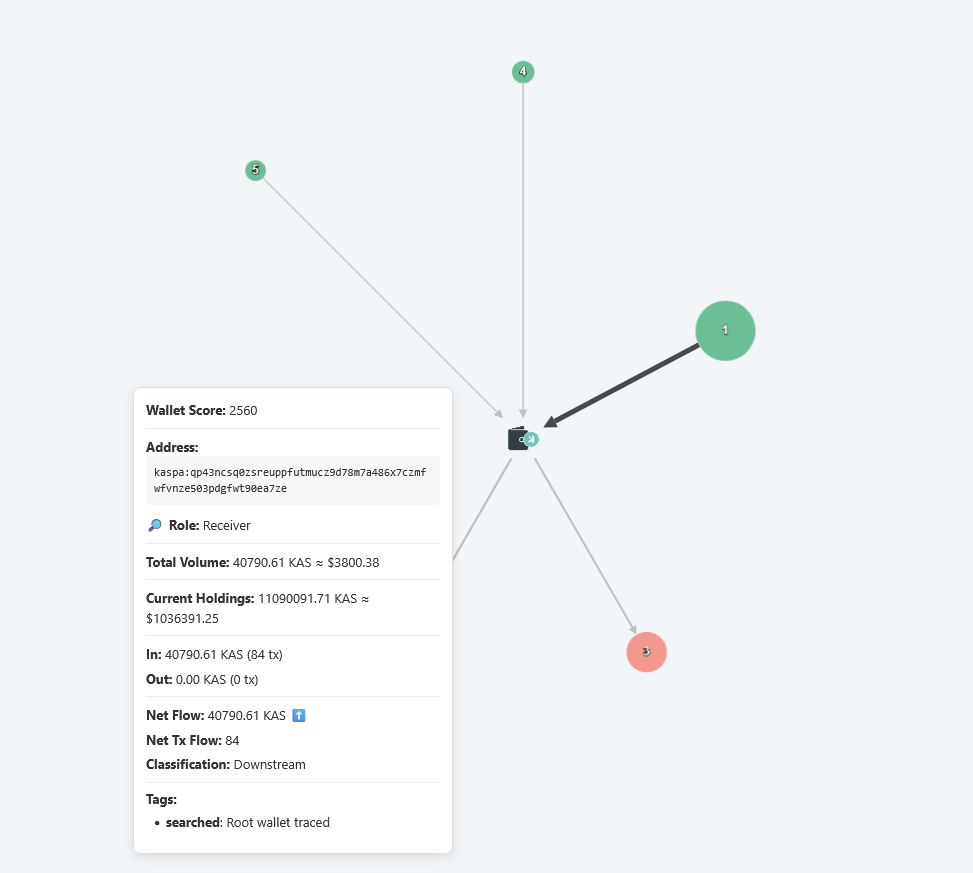 4
5
1
Wallet Score: 2560
Address:
kaspa:qp43ncsq0zsreuppfutmucz9d78m7a486x7czmf
wfvnze503pdgfwt90ea7ze
Role: Receiver
Total Volume: 40790.61 KAS ≈ $3800.38
Current Holdings: 11090091.71 KAS ≈
$1036391.25
In: 40790.61 KAS (84 tx)
Out: 0.00 KAS (0 tx)
3
Net Flow: 40790.61 KAS ⬆️
Net Tx Flow: 84
Classification: Downstream
Tags:
• searched: Root wallet traced